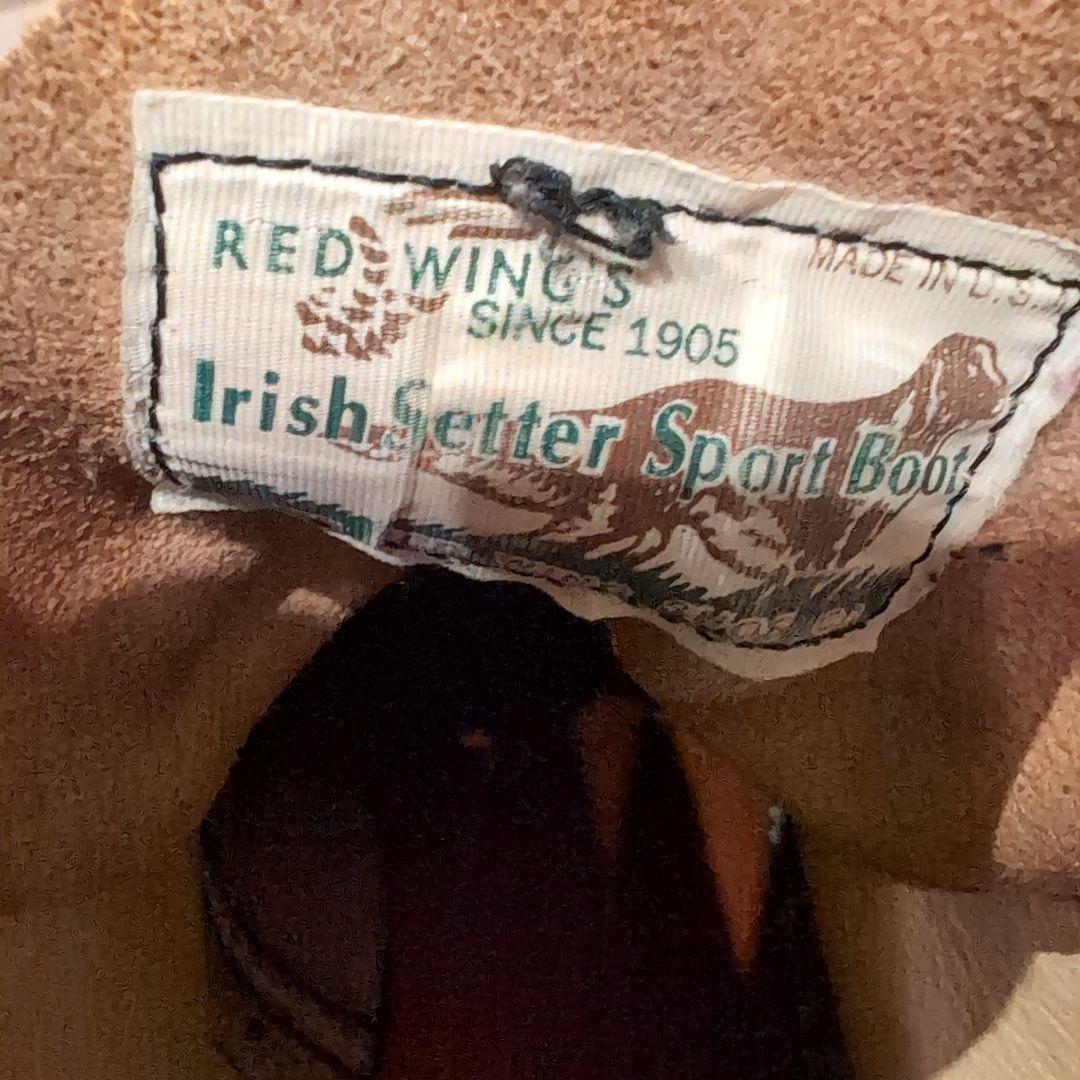 RED WING'S
MADE IN U.S.A
SINCE 1905
Irish Setter Sport Boot